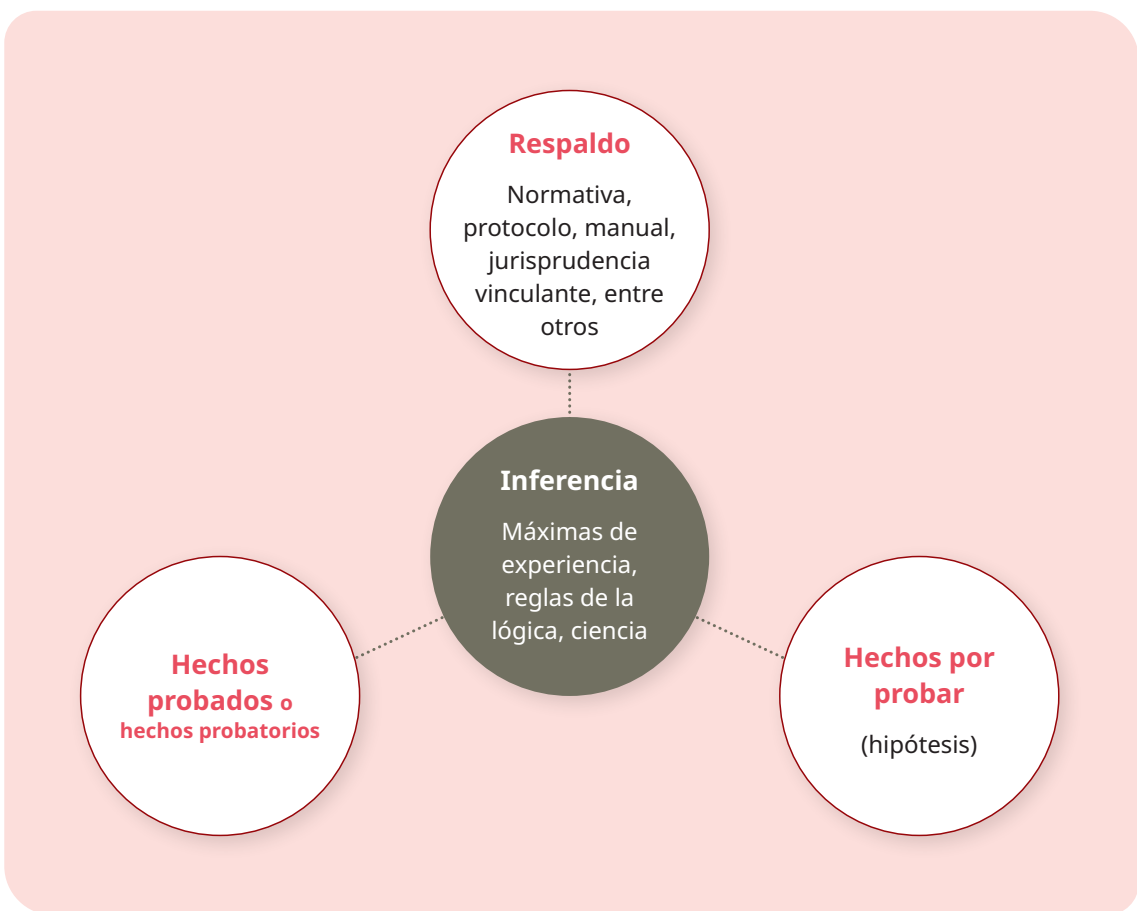 Respaldo
Normativa,
protocolo, manual,
jurisprudencia
vinculante, entre
otros
Inferencia
Máximas de
experiencia,
reglas de la
lógica, ciencia
Hechos
probados o
hechos probatorios
Hechos por
probar
(hipótesis)